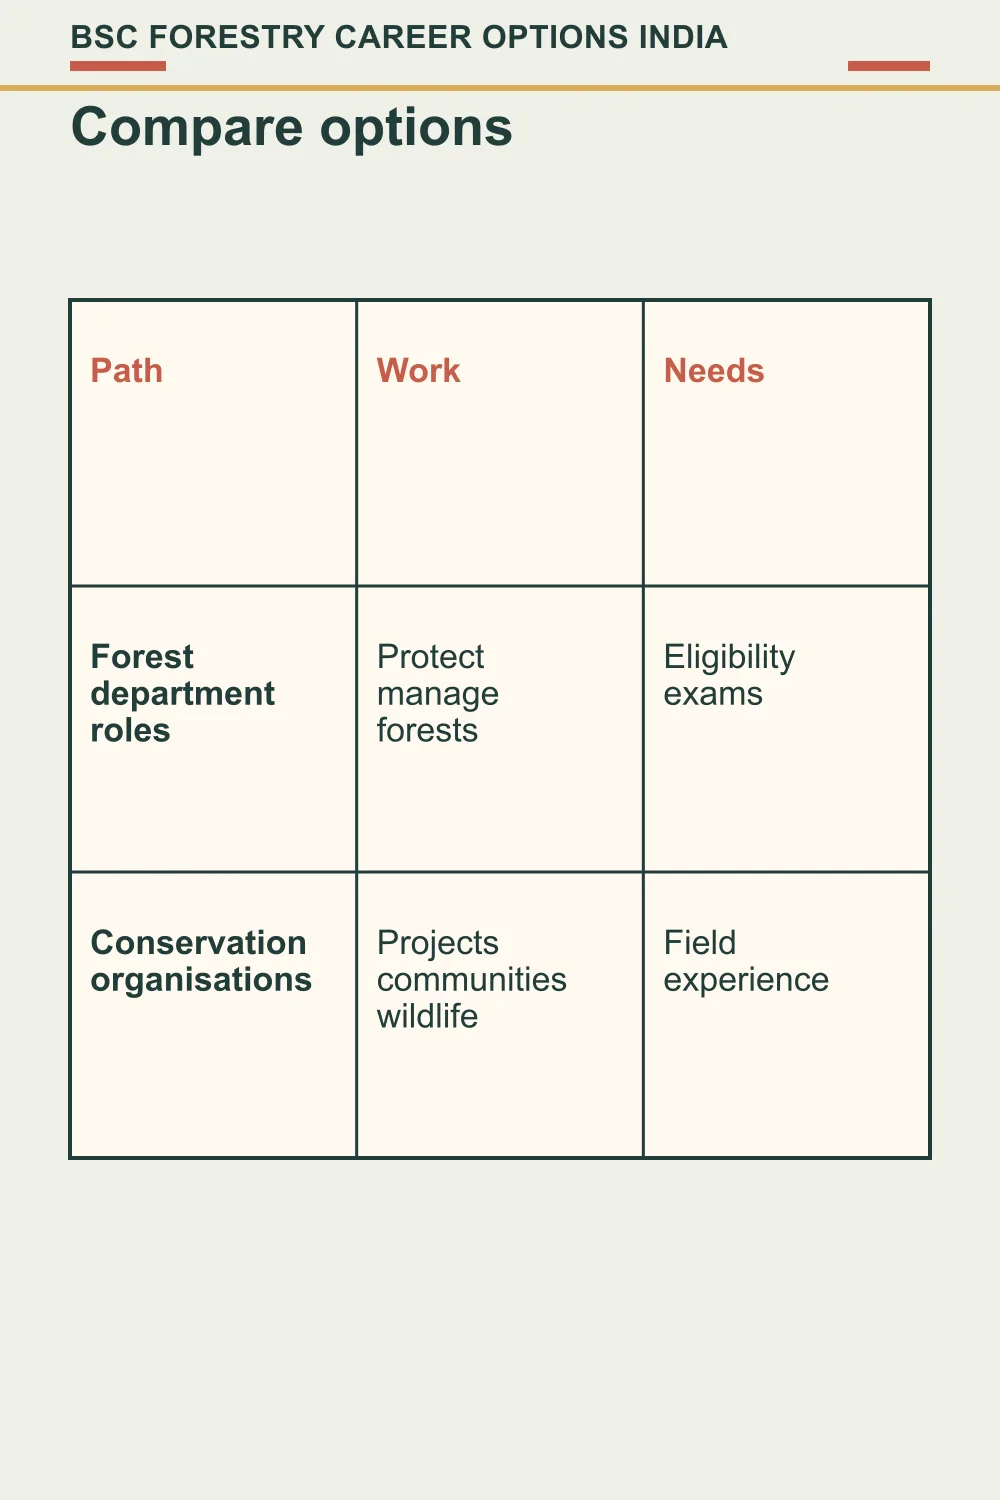 BSC FORESTRY CAREER OPTIONS INDIA
Compare options
Path
Work
Needs
Forest
department
roles
Protect
manage
forests
Eligibility
exams
Conservation
organisations
Projects
communities
wildlife
Field
experience